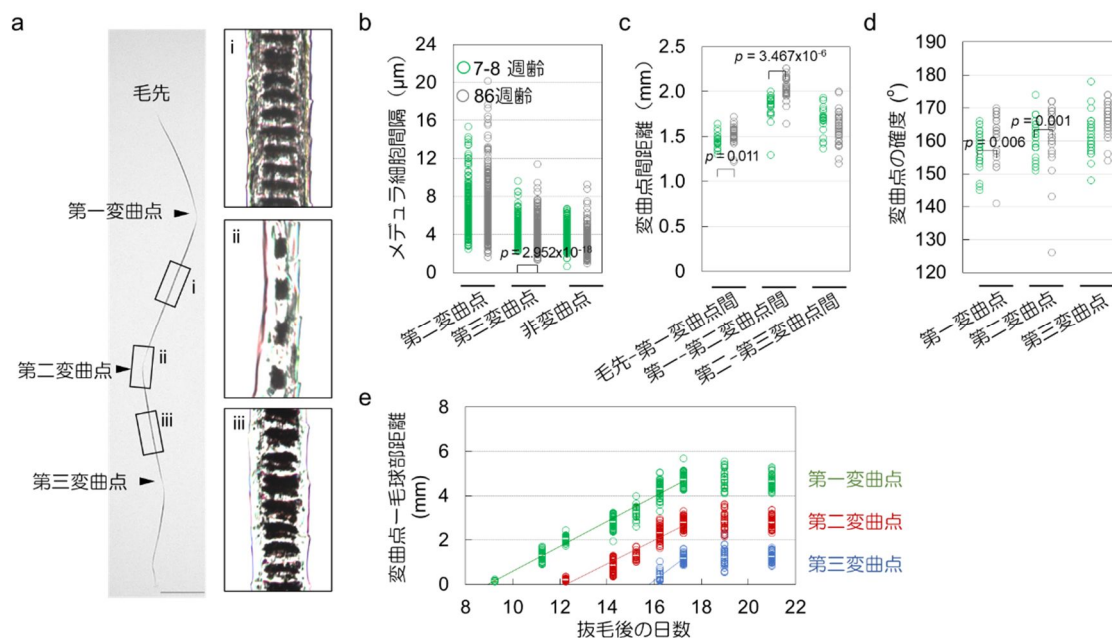 a
毛先
第一変曲点
i
第二変曲点
ii
iii
第三変曲点
i
ii
iii
b
メデュラ細胞間隔 (μm)
24
20
16
12
8
4
0
7-8 週齢
86週齢
p = 2.952x10-18
第二変曲点
第三変曲点
非変曲点
c
変曲点間距離 (mm)
2.5
2.0
1.5
1.0
0.5
0.0
p = 3.467x10-6
p = 0.011
毛先-第一変曲点間
第一-第二変曲点間
第二-第三変曲点間
d
変曲点の確度 (°)
190
180
170
160
150
140
130
120
p = 0.006
p = 0.001
第一変曲点
第二変曲点
第三変曲点
e
変曲点ー毛球部距離
(mm)
8
6
4
2
0
8 10 12 14 16 18 20 22
抜毛後の日数
第一変曲点
第二変曲点
第三変曲点